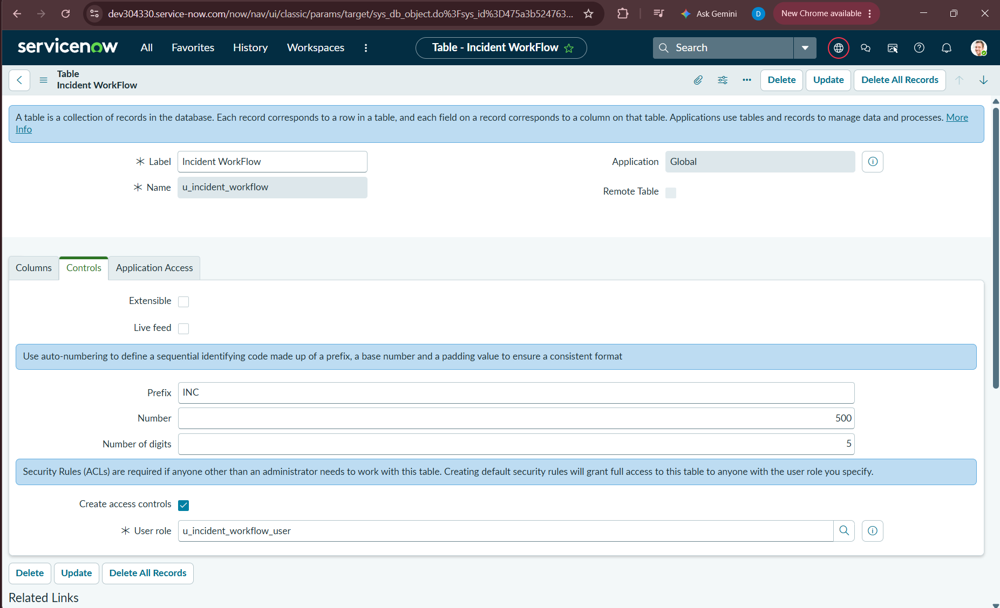 dev304330.service-now.com/now/nav/ui/classic/params/target/sys_db_object.do%3Fsys_id%3D475a3b524763...
Ask Gemini
D
New Chrome available
servicenow
All
Favorites
History
Workspaces
Table - Incident WorkFlow
Search
Table
Incident WorkFlow
Delete
Update
Delete All Records
A table is a collection of records in the database. Each record corresponds to a row in a table, and each field on a record corresponds to a column on that table. Applications use tables and records to manage data and processes. More
Info
Label
Incident WorkFlow
Application
Global
Name
u_incident_workflow
Remote Table
Columns
Controls
Application Access
Extensible
Live feed
Use auto-numbering to define a sequential identifying code made up of a prefix, a base number and a padding value to ensure a consistent format
Prefix
INC
Number
500
Number of digits
5
Security Rules (ACLs) are required if anyone other than an administrator needs to work with this table. Creating default security rules will grant full access to this table to anyone with the user role you specify.
Create access controls
User role
u_incident_workflow_user
Delete
Update
Delete All Records
Related Links